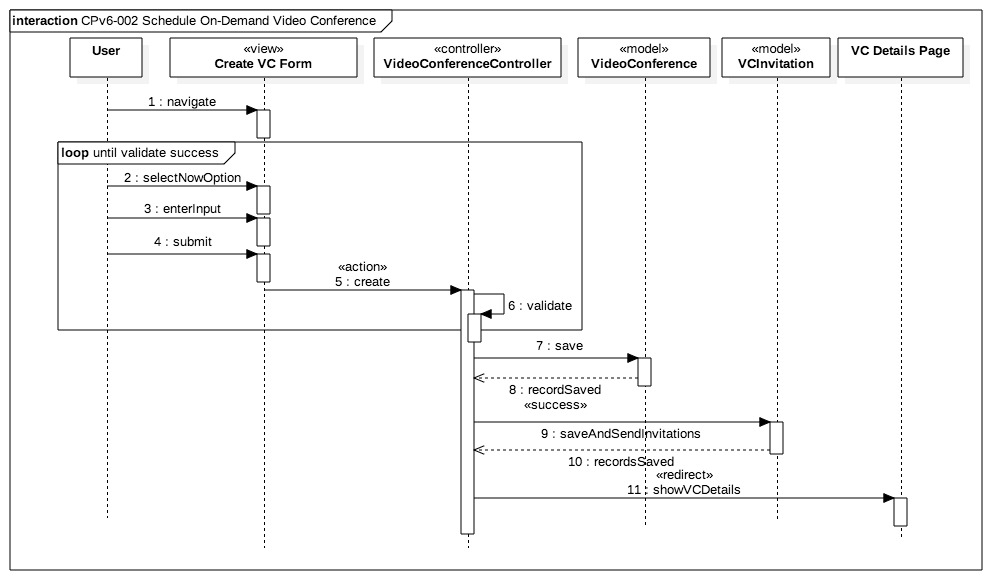 interaction CPv6-002 Schedule On-Demand Video Conference
User
«view»
Create VC Form
«controller»
VideoConferenceController
«model»
VideoConference
«model»
VCInvitation
VC Details Page
1 : navigate
loop until validate success
2 : selectNowOption
3 : enterInput
4 : submit
«action»
5 : create
6 : validate
7 : save
8 : recordSaved
«success»
9 : saveAndSendInvitations
10 : recordsSaved
«redirect»
11 : showVCDetails